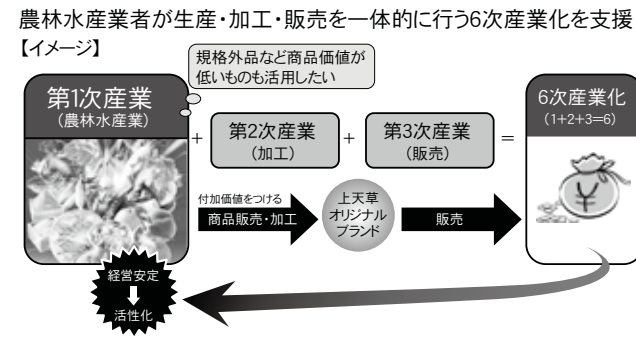 農林水産業者が生産・加工・販売を一体的に行う6次産業化を支援
【イメージ】
規格外品など商品価値が
低いものも活用したい
第1次産業
(農林水産業)
+
第2次産業
(加工)
+
第3次産業
(販売)
=
6次産業化
(1+2+3=6)
付加価値をつける
商品販売・加工
上天草
オリジナル
ブランド
販売
¥
経営安定
活性化